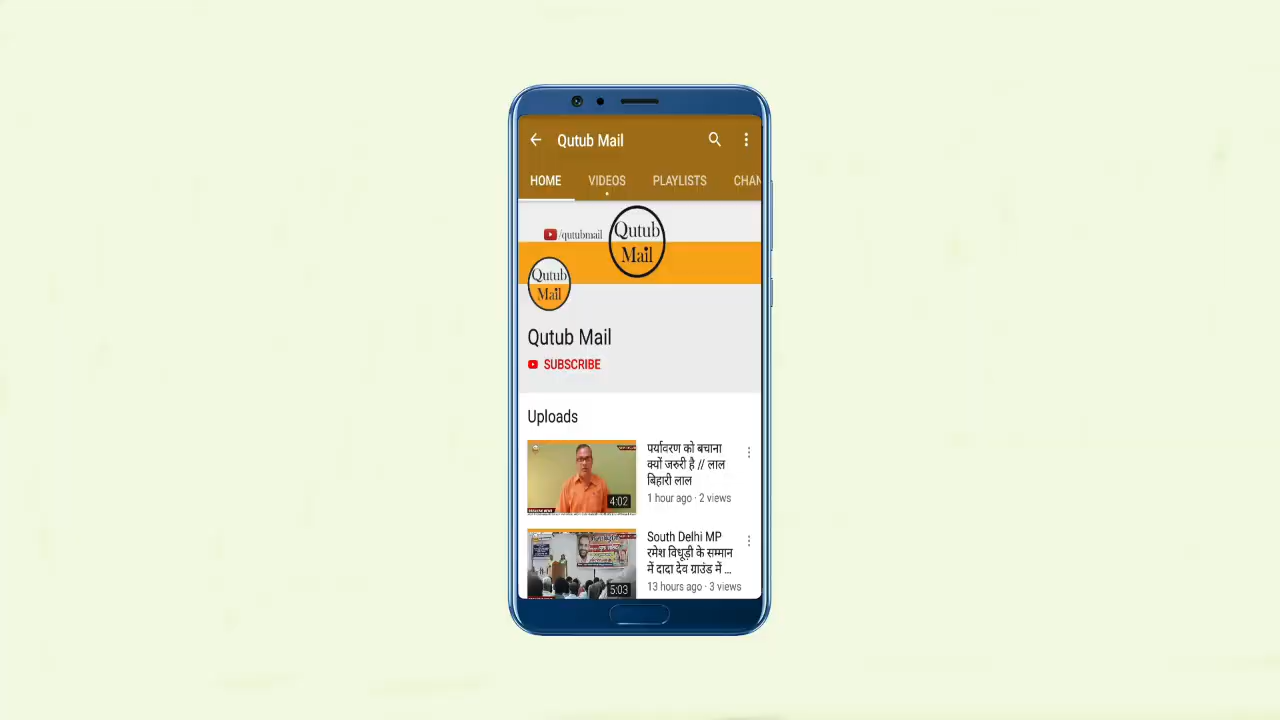 Qutub Mail
HOME VIDEOS PLAYLISTS CHAN
/qutubmail
Qutub
Mail
Qutub
Mail
Qutub Mail
SUBSCRIBE
Uploads
पर्यावरण को बचाना
क्यों जरुरी है // लाल
बिहारी लाल
1 hour ago · 2 views
4:02
South Delhi MP
रमेश विधूड़ी के सम्मान
में दादा देव ग्राउंड में ...
13 hours ago · 3 views
5:03